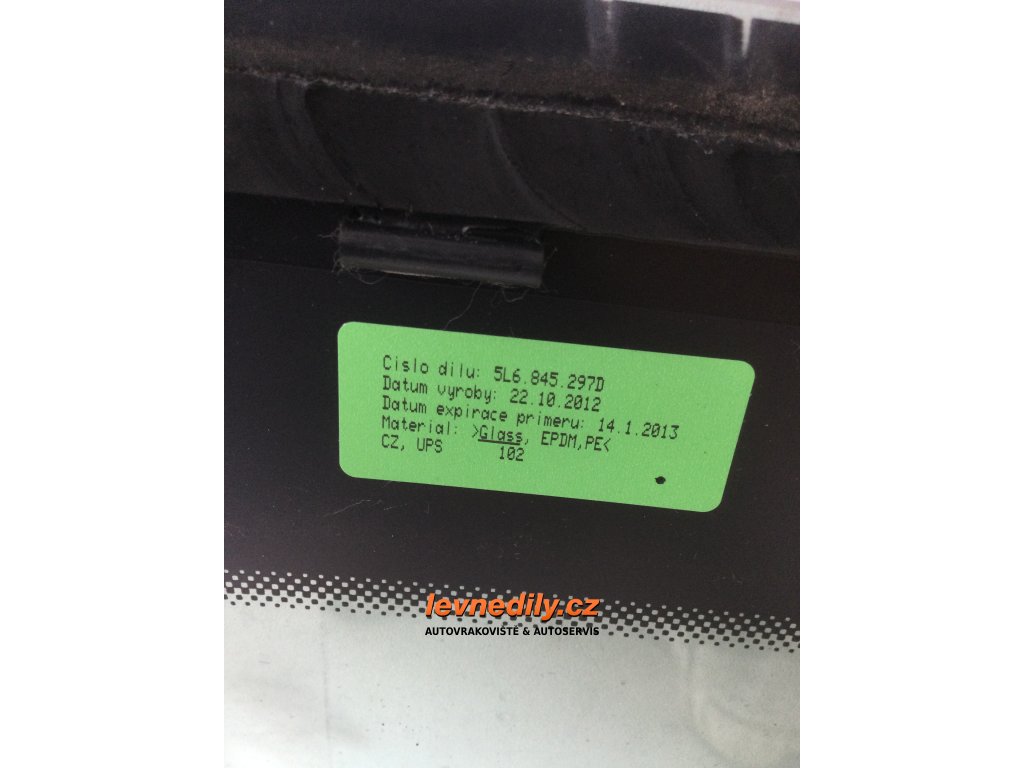 Cislo dilu: 5L6.845.297D
Datum vyroby: 22.10.2012
Datum expirace primeru: 14.1.2013
Material: >Glass, EPDM,PE<
CZ, UPS 102
levnedily.cz
AUTOVRAKOVIŠTĚ & AUTOSERVIS